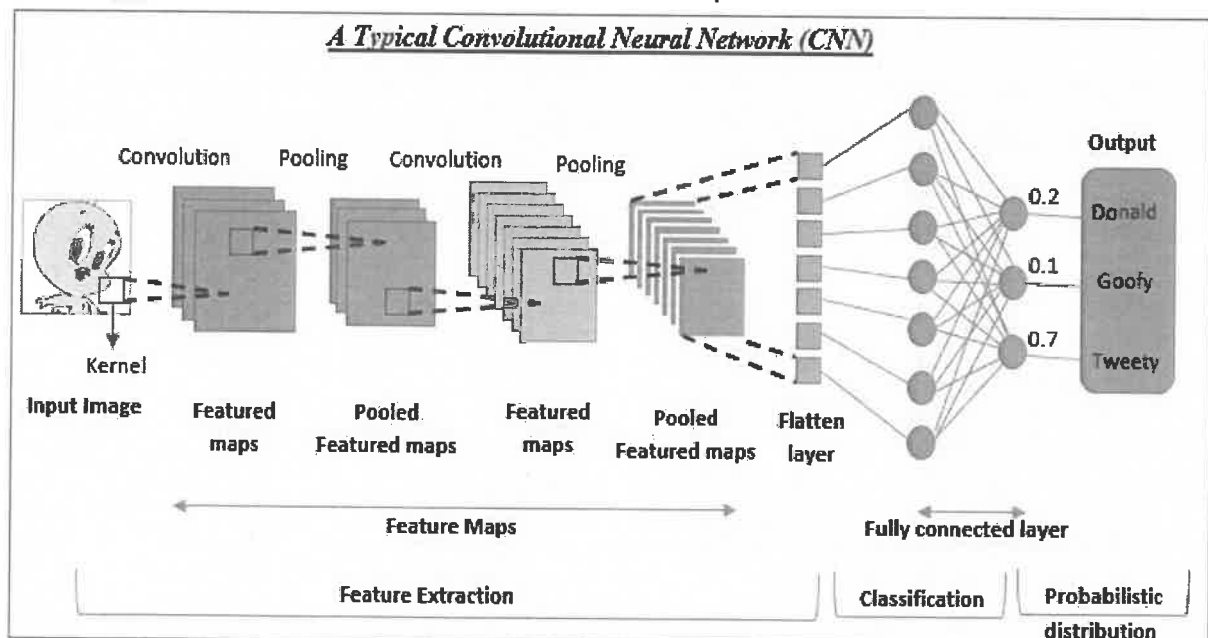 A Typical Convolutional Neural Network (CNN)
Convolution
Pooling
Convolution
Pooling
Output
0.2
Donald
0.1
Goofy
0.7
Tweety
Kernel
Input Image
Featured
maps
Pooled
Featured maps
Featured
maps
Pooled
Featured maps
Flatten
layer
Feature Maps
Fully connected layer
Feature Extraction
Classification
Probabilistic
distribution